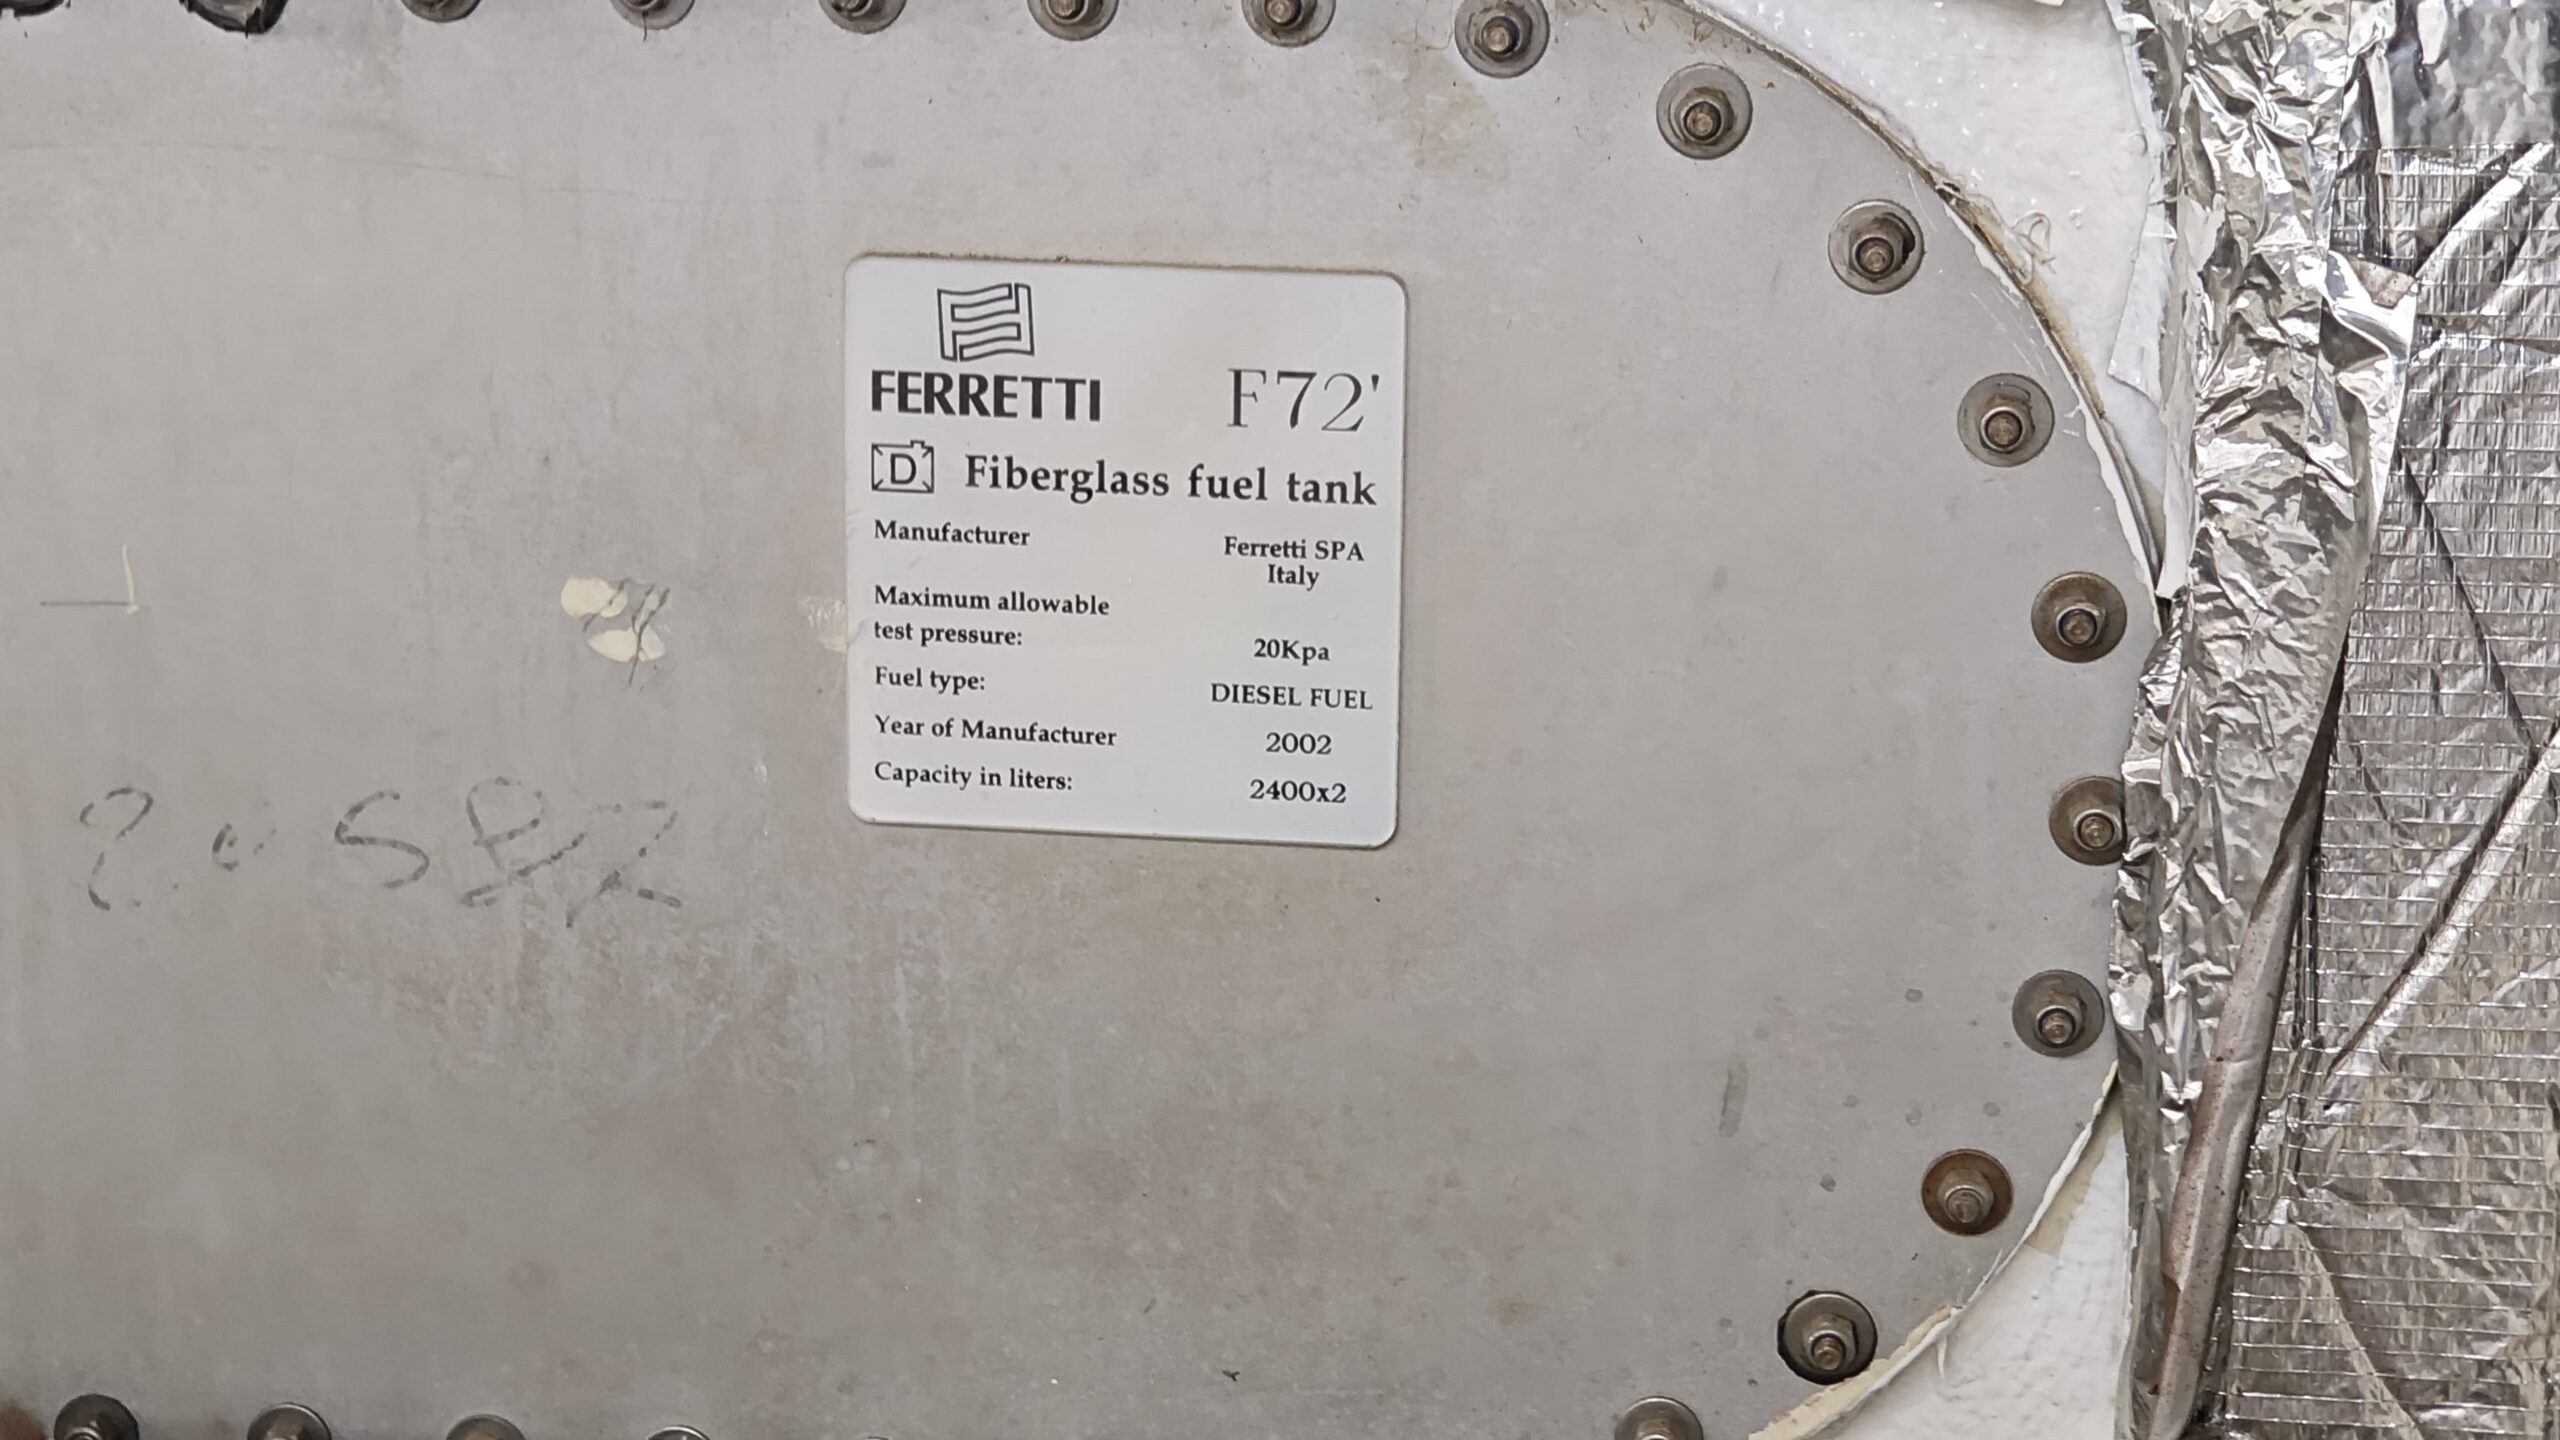 FERRETTI F72'
D Fiberglass fuel tank
Manufacturer Ferretti SPA
Italy
Maximum allowable
test pressure: 20Kpa
Fuel type: DIESEL FUEL
Year of Manufacturer 2002
Capacity in liters: 2400x2